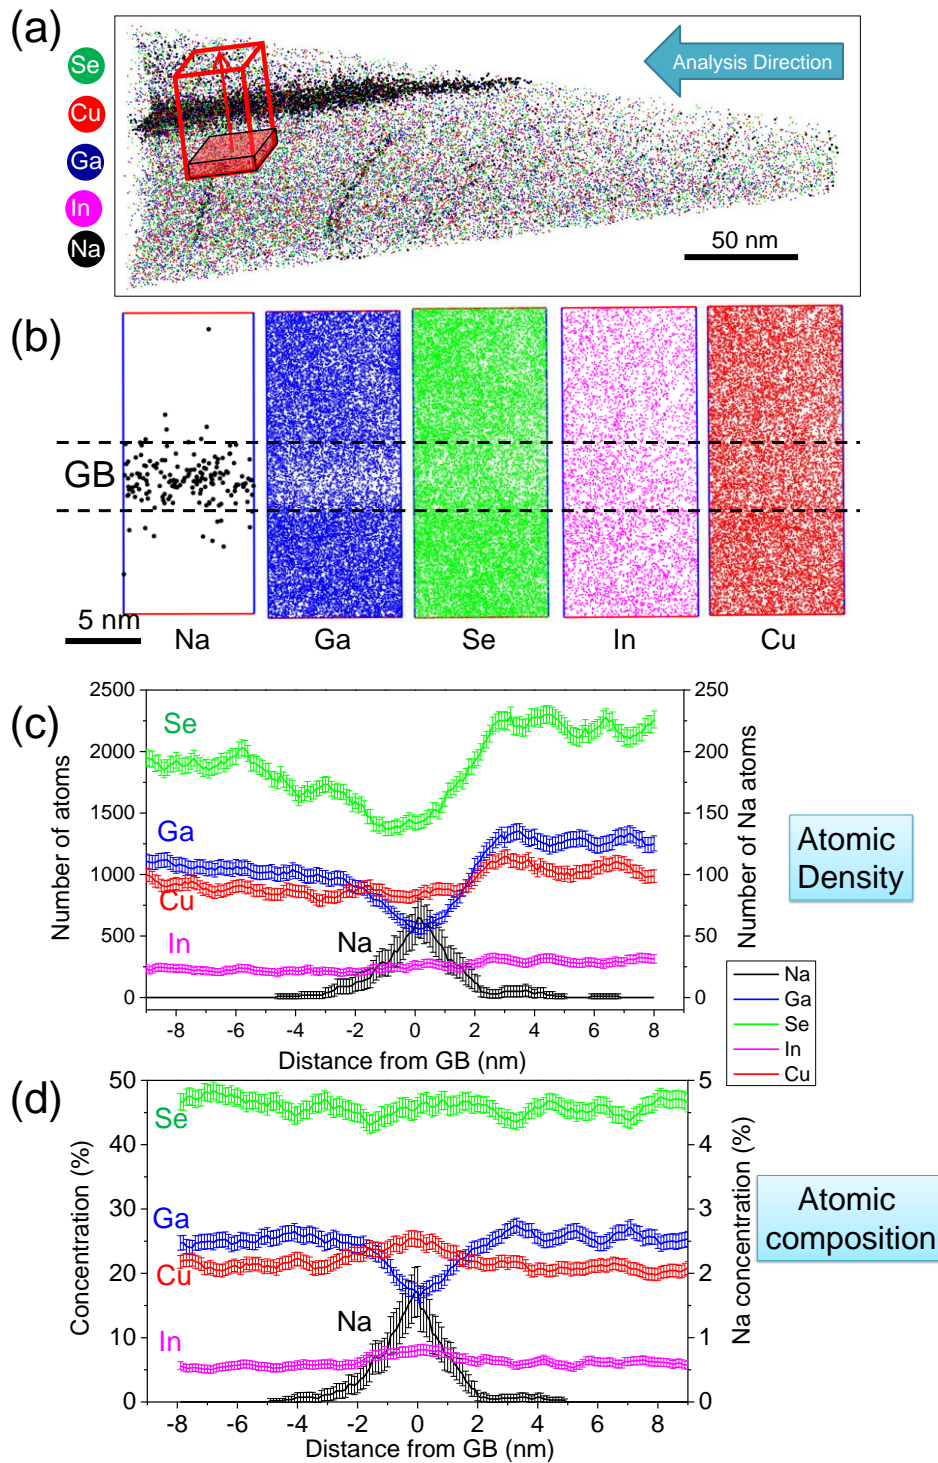 (a)
Se
Cu
Ga
In
Na
Analysis Direction
50 nm
(b)
GB
5 nm
Na
Ga
Se
In
Cu
(c)
2500
2000
1500
1000
500
0
Number of atoms
250
200
150
100
50
0
Number of Na atoms
Se
Ga
Cu
In
Na
-8
-6
-4
-2
0
2
4
6
8
Distance from GB (nm)
Atomic
Density
Na
Ga
Se
In
Cu
(d)
50
40
30
20
10
0
Concentration (%)
5
4
3
2
1
0
Na concentration (%)
Se
Ga
Cu
Na
In
-8
-6
-4
-2
0
2
4
6
8
Distance from GB (nm)
Atomic
composition